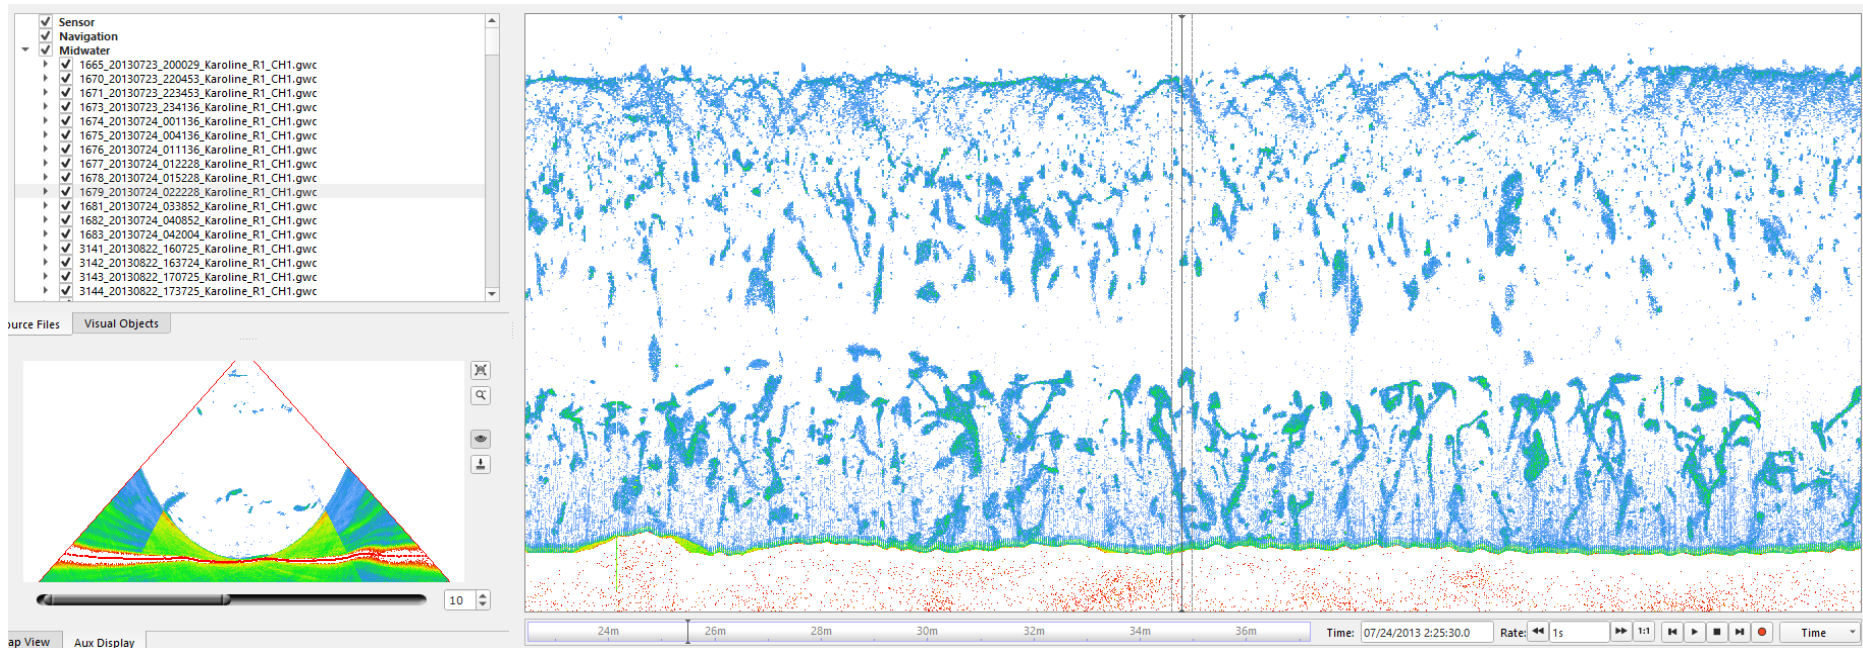 Sensor
Navigation
Midwater
1665_20130723_200029_Karoline_R1_CH1.gwc
1670_20130723_220453_Karoline_R1_CH1.gwc
1671_20130723_223453_Karoline_R1_CH1.gwc
1673_20130723_234136_Karoline_R1_CH1.gwc
1674_20130724_001136_Karoline_R1_CH1.gwc
1675_20130724_004136_Karoline_R1_CH1.gwc
1676_20130724_011136_Karoline_R1_CH1.gwc
1677_20130724_012228_Karoline_R1_CH1.gwc
1678_20130724_015228_Karoline_R1_CH1.gwc
1679_20130724_022228_Karoline_R1_CH1.gwc
1681_20130724_033852_Karoline_R1_CH1.gwc
1682_20130724_040852_Karoline_R1_CH1.gwc
1683_20130724_042004_Karoline_R1_CH1.gwc
3141_20130822_160725_Karoline_R1_CH1.gwc
3142_20130822_163724_Karoline_R1_CH1.gwc
3143_20130822_170725_Karoline_R1_CH1.gwc
3144_20130822_173725_Karoline_R1_CH1.gwc
ource Files Visual Objects
10
ap View Aux Display
24m 26m 28m 30m 32m 34m 36m
Time: 07/24/2013 2:25:30.0 Rate: 1s 1:1 Time